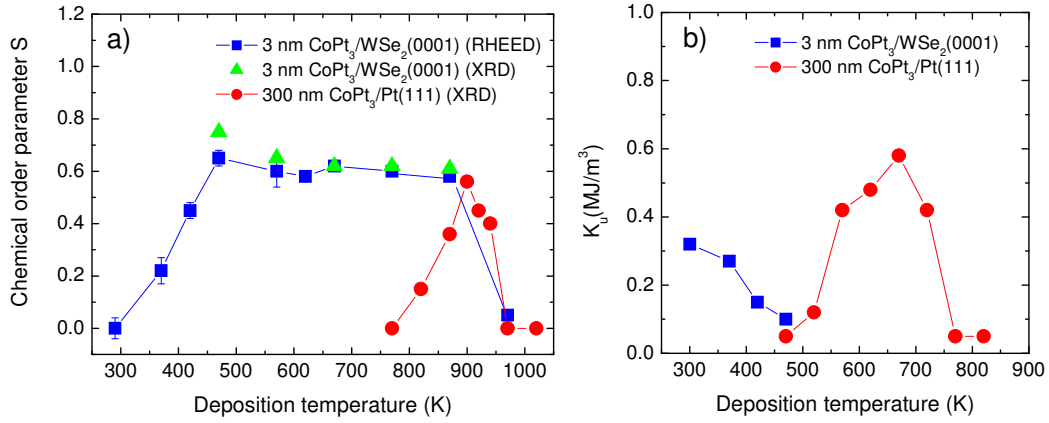 a)
3 nm CoPt₃/WSe₂(0001) (RHEED)
3 nm CoPt₃/WSe₂(0001) (XRD)
300 nm CoPt₃/Pt(111) (XRD)
Chemical order parameter S
1.2
1.0
0.8
0.6
0.4
0.2
0.0
300 400 500 600 700 800 900 1000
Deposition temperature (K)
b)
3 nm CoPt₃/WSe₂(0001)
300 nm CoPt₃/Pt(111)
Kᵤ(MJ/m³)
1.0
0.8
0.6
0.4
0.2
0.0
300 400 500 600 700 800 900
Deposition temperature (K)